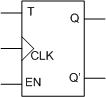 T Q
CLK
EN Q'